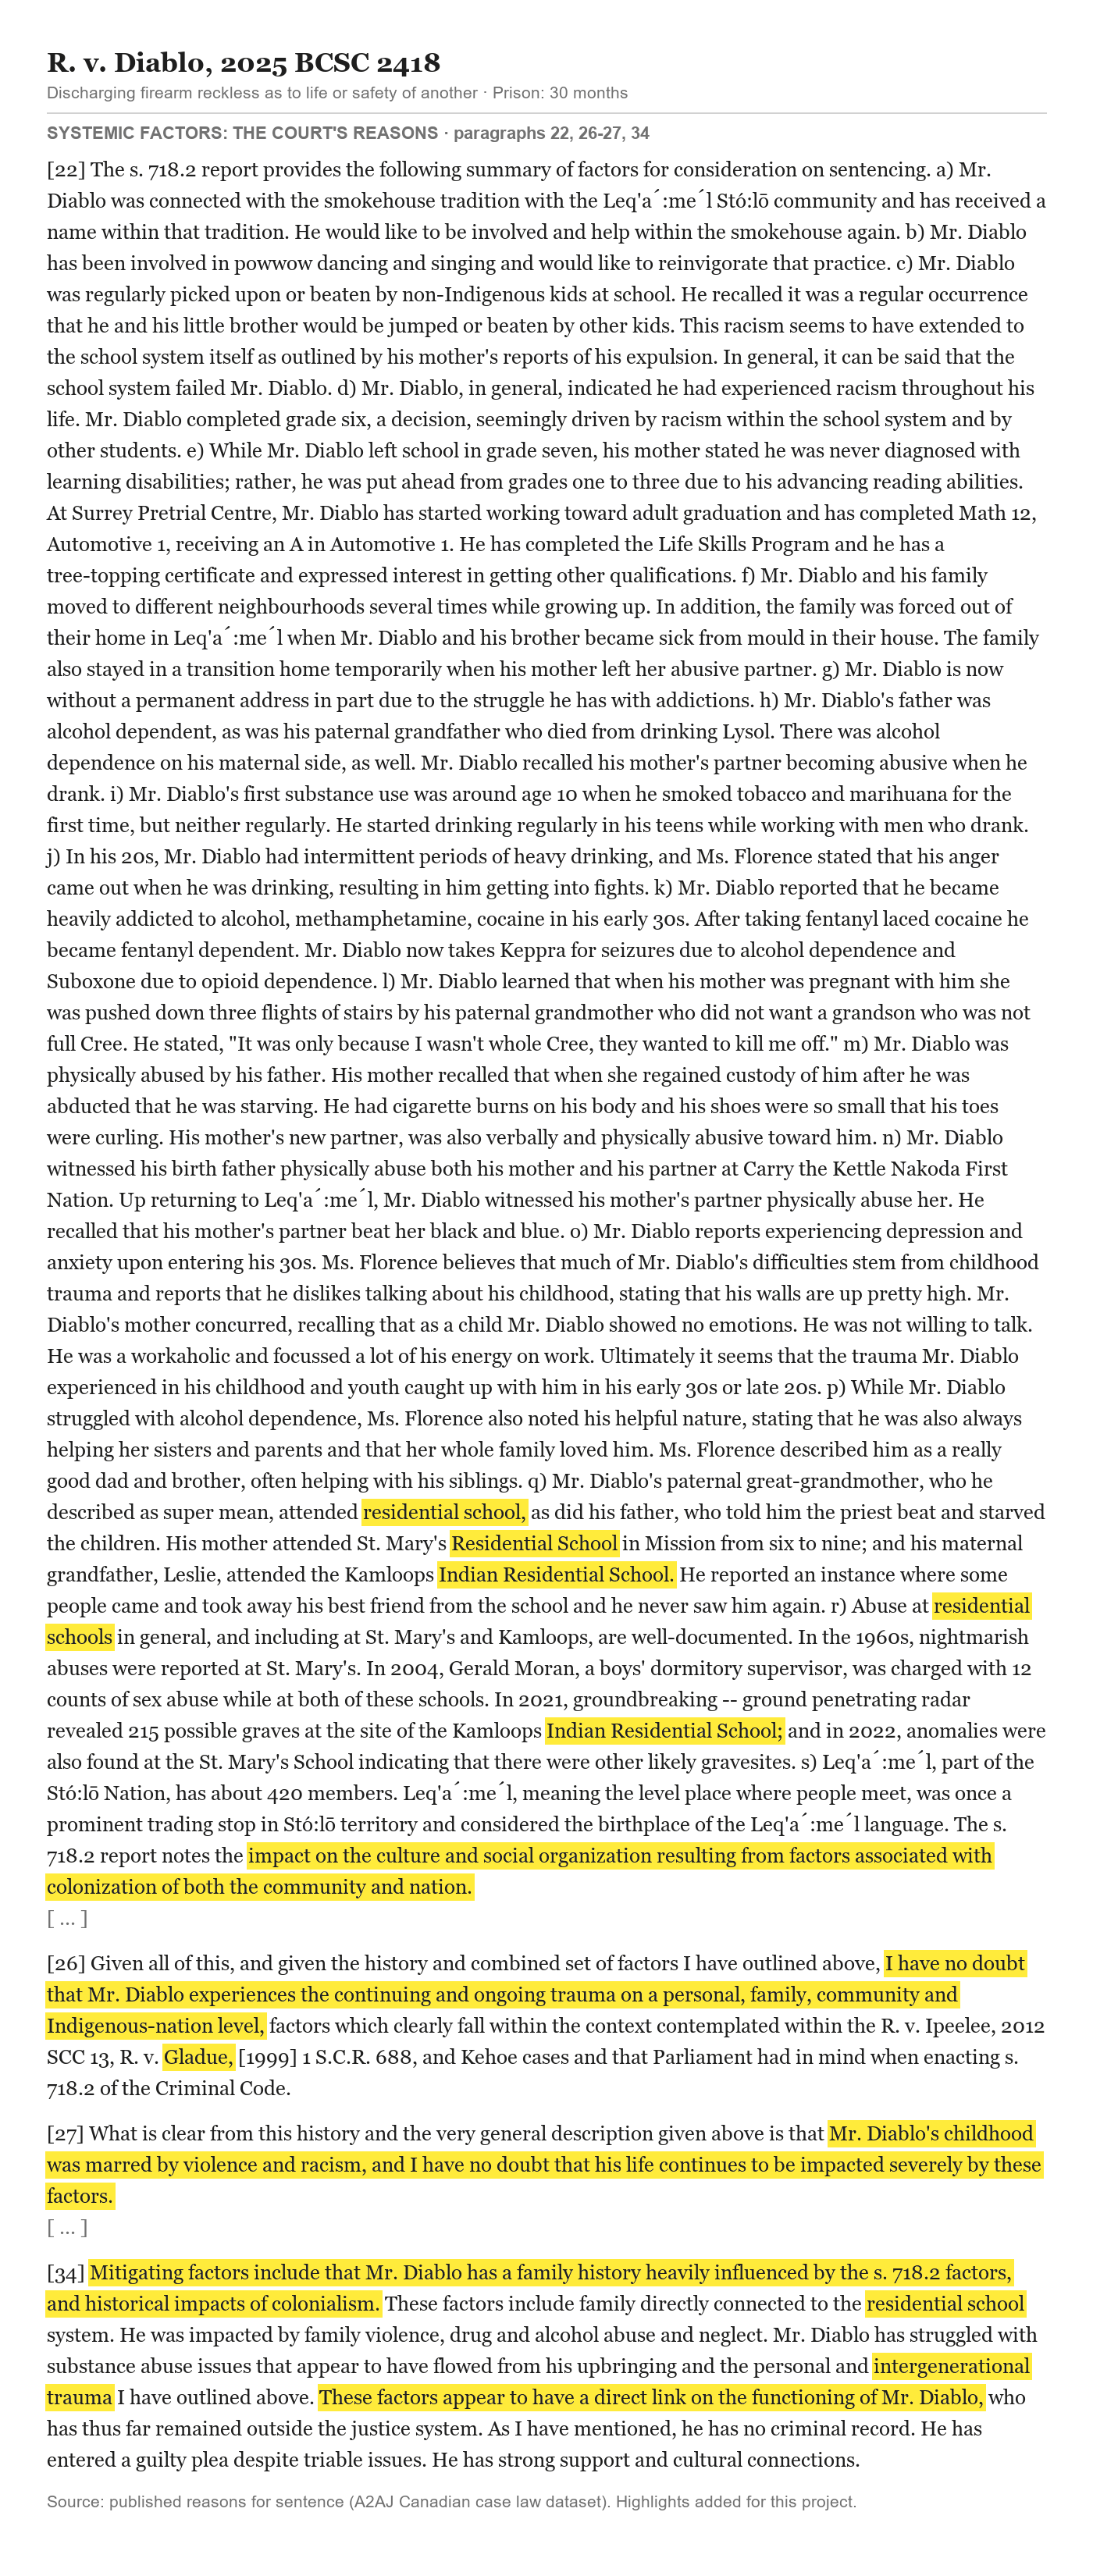 R. v. Diablo, 2025 BCSC 2418
Discharging firearm reckless as to life or safety of another · Prison: 30 months
SYSTEMIC FACTORS: THE COURT'S REASONS · paragraphs 22, 26-27, 34
[22] The s. 718.2 report provides the following summary of factors for consideration on sentencing. a) Mr.
Diablo was connected with the smokehouse tradition with the Leq'a´:me´l Stó:lō community and has received a
name within that tradition. He would like to be involved and help within the smokehouse again. b) Mr. Diablo
has been involved in powwow dancing and singing and would like to reinvigorate that practice. c) Mr. Diablo
was regularly picked upon or beaten by non-Indigenous kids at school. He recalled it was a regular occurrence
that he and his little brother would be jumped or beaten by other kids. This racism seems to have extended to
the school system itself as outlined by his mother's reports of his expulsion. In general, it can be said that the
school system failed Mr. Diablo. d) Mr. Diablo, in general, indicated he had experienced racism throughout his
life. Mr. Diablo completed grade six, a decision, seemingly driven by racism within the school system and by
other students. e) While Mr. Diablo left school in grade seven, his mother stated he was never diagnosed with
learning disabilities; rather, he was put ahead from grades one to three due to his advancing reading abilities.
At Surrey Pretrial Centre, Mr. Diablo has started working toward adult graduation and has completed Math 12,
Automotive 1, receiving an A in Automotive 1. He has completed the Life Skills Program and he has a
tree-topping certificate and expressed interest in getting other qualifications. f) Mr. Diablo and his family
moved to different neighbourhoods several times while growing up. In addition, the family was forced out of
their home in Leq'a´:me´l when Mr. Diablo and his brother became sick from mould in their house. The family
also stayed in a transition home temporarily when his mother left her abusive partner. g) Mr. Diablo is now
without a permanent address in part due to the struggle he has with addictions. h) Mr. Diablo's father was
alcohol dependent, as was his paternal grandfather who died from drinking Lysol. There was alcohol
dependence on his maternal side, as well. Mr. Diablo recalled his mother's partner becoming abusive when he
drank. i) Mr. Diablo's first substance use was around age 10 when he smoked tobacco and marihuana for the
first time, but neither regularly. He started drinking regularly in his teens while working with men who drank.
j) In his 20s, Mr. Diablo had intermittent periods of heavy drinking, and Ms. Florence stated that his anger
came out when he was drinking, resulting in him getting into fights. k) Mr. Diablo reported that he became
heavily addicted to alcohol, methamphetamine, cocaine in his early 30s. After taking fentanyl laced cocaine he
became fentanyl dependent. Mr. Diablo now takes Keppra for seizures due to alcohol dependence and
Suboxone due to opioid dependence. l) Mr. Diablo learned that when his mother was pregnant with him she
was pushed down three flights of stairs by his paternal grandmother who did not want a grandson who was not
full Cree. He stated, "It was only because I wasn't whole Cree, they wanted to kill me off." m) Mr. Diablo was
physically abused by his father. His mother recalled that when she regained custody of him after he was
abducted that he was starving. He had cigarette burns on his body and his shoes were so small that his toes
were curling. His mother's new partner, was also verbally and physically abusive toward him. n) Mr. Diablo
witnessed his birth father physically abuse both his mother and his partner at Carry the Kettle Nakoda First
Nation. Up returning to Leq'a´:me´l, Mr. Diablo witnessed his mother's partner physically abuse her. He
recalled that his mother's partner beat her black and blue. o) Mr. Diablo reports experiencing depression and
anxiety upon entering his 30s. Ms. Florence believes that much of Mr. Diablo's difficulties stem from childhood
trauma and reports that he dislikes talking about his childhood, stating that his walls are up pretty high. Mr.
Diablo's mother concurred, recalling that as a child Mr. Diablo showed no emotions. He was not willing to talk.
He was a workaholic and focussed a lot of his energy on work. Ultimately it seems that the trauma Mr. Diablo
experienced in his childhood and youth caught up with him in his early 30s or late 20s. p) While Mr. Diablo
struggled with alcohol dependence, Ms. Florence also noted his helpful nature, stating that he was also always
helping her sisters and parents and that her whole family loved him. Ms. Florence described him as a really
good dad and brother, often helping with his siblings. q) Mr. Diablo's paternal great-grandmother, who he
described as super mean, attended residential school, as did his father, who told him the priest beat and starved
the children. His mother attended St. Mary's Residential School in Mission from six to nine; and his maternal
grandfather, Leslie, attended the Kamloops Indian Residential School. He reported an instance where some
people came and took away his best friend from the school and he never saw him again. r) Abuse at residential
schools in general, and including at St. Mary's and Kamloops, are well-documented. In the 1960s, nightmarish
abuses were reported at St. Mary's. In 2004, Gerald Moran, a boys' dormitory supervisor, was charged with 12
counts of sex abuse while at both of these schools. In 2021, groundbreaking -- ground penetrating radar
revealed 215 possible graves at the site of the Kamloops Indian Residential School; and in 2022, anomalies were
also found at the St. Mary's School indicating that there were other likely gravesites. s) Leq'a´:me´l, part of the
Stó:lō Nation, has about 420 members. Leq'a´:me´l, meaning the level place where people meet, was once a
prominent trading stop in Stó:lō territory and considered the birthplace of the Leq'a´:me´l language. The s.
718.2 report notes the impact on the culture and social organization resulting from factors associated with
colonization of both the community and nation.
[ ... ]
[26] Given all of this, and given the history and combined set of factors I have outlined above, I have no doubt
that Mr. Diablo experiences the continuing and ongoing trauma on a personal, family, community and
Indigenous-nation level, factors which clearly fall within the context contemplated within the R. v. Ipeelee, 2012
SCC 13, R. v. Gladue, [1999] 1 S.C.R. 688, and Kehoe cases and that Parliament had in mind when enacting s.
718.2 of the Criminal Code.
[27] What is clear from this history and the very general description given above is that Mr. Diablo's childhood
was marred by violence and racism, and I have no doubt that his life continues to be impacted severely by these
factors.
[ ... ]
[34] Mitigating factors include that Mr. Diablo has a family history heavily influenced by the s. 718.2 factors,
and historical impacts of colonialism. These factors include family directly connected to the residential school
system. He was impacted by family violence, drug and alcohol abuse and neglect. Mr. Diablo has struggled with
substance abuse issues that appear to have flowed from his upbringing and the personal and intergenerational
trauma I have outlined above. These factors appear to have a direct link on the functioning of Mr. Diablo, who
has thus far remained outside the justice system. As I have mentioned, he has no criminal record. He has
entered a guilty plea despite triable issues. He has strong support and cultural connections.
Source: published reasons for sentence (A2AJ Canadian case law dataset). Highlights added for this project.